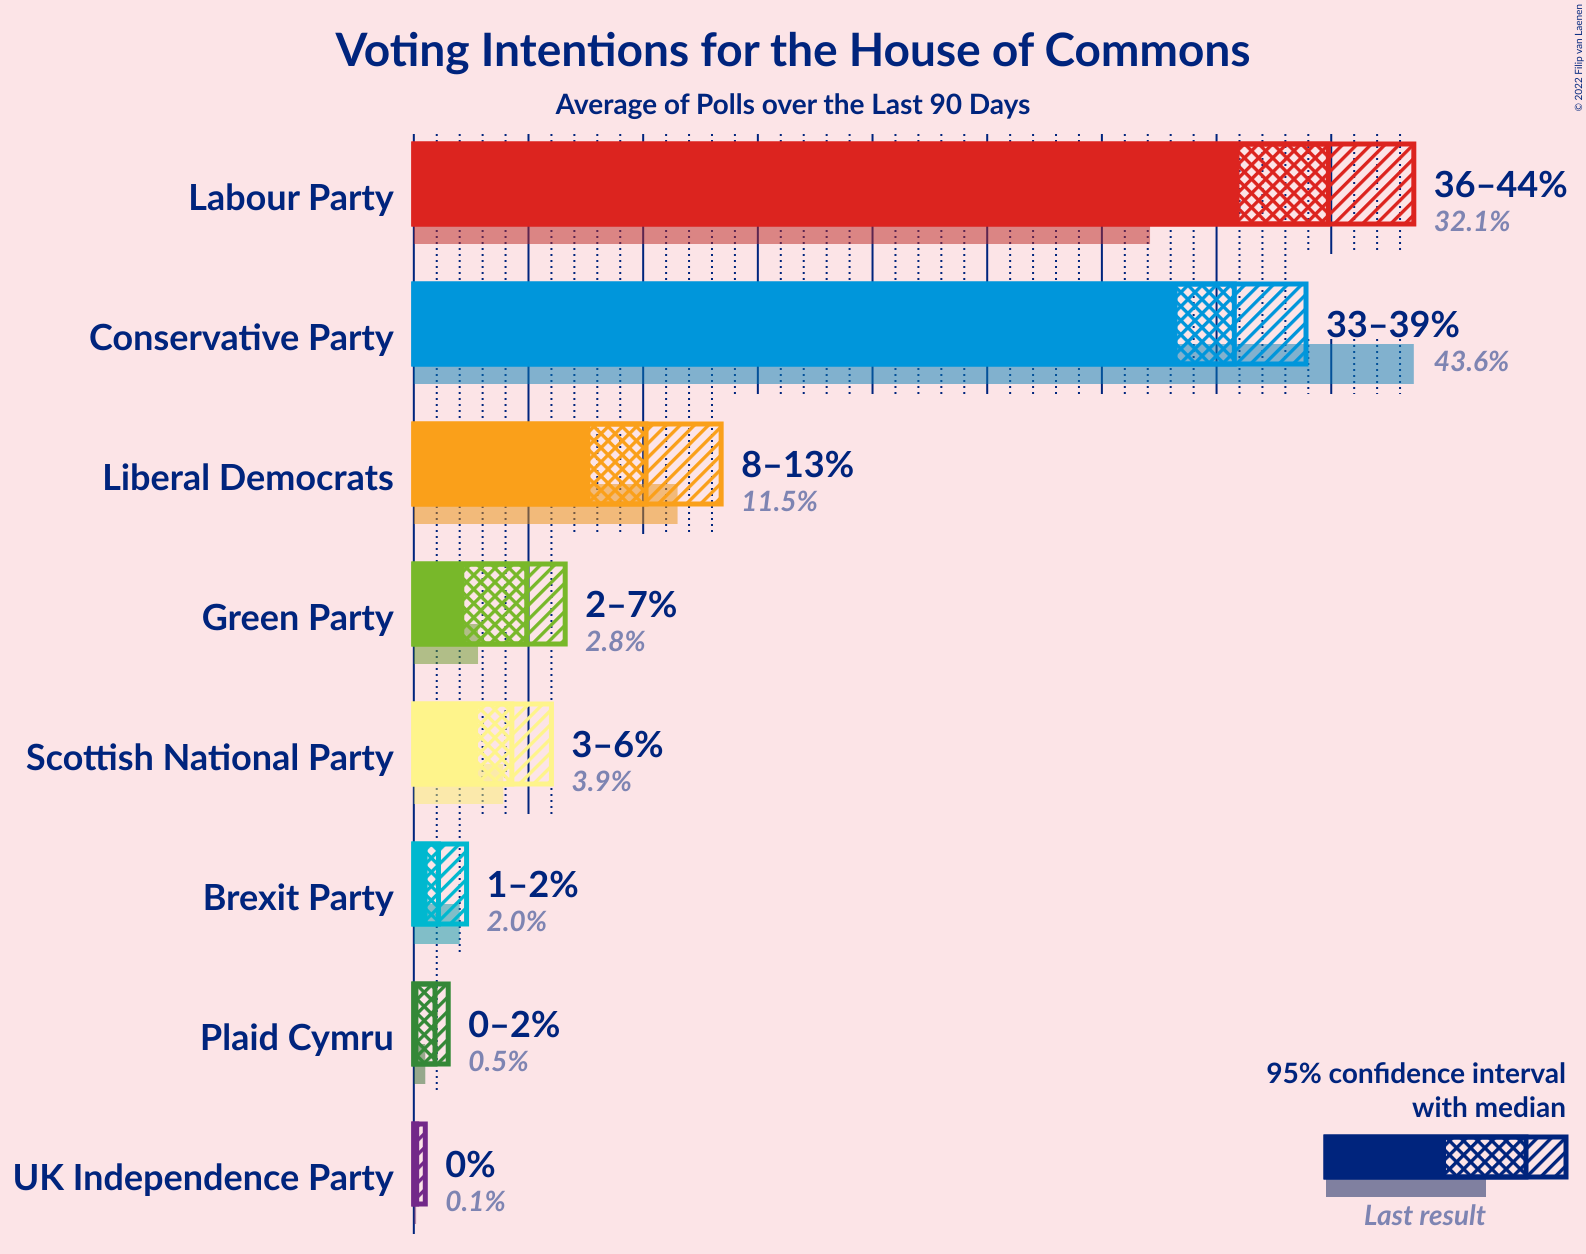 Voting Intentions for the House of Commons
Average of Polls over the Last 90 Days
© 2022 Filip van Laenen
Labour Party
36–44%
32.1%
Conservative Party
33–39%
43.6%
Liberal Democrats
8–13%
11.5%
Green Party
2–7%
2.8%
Scottish National Party
3–6%
3.9%
Brexit Party
1–2%
2.0%
Plaid Cymru
0–2%
0.5%
UK Independence Party
0%
0.1%
95% confidence interval
with median
Last result